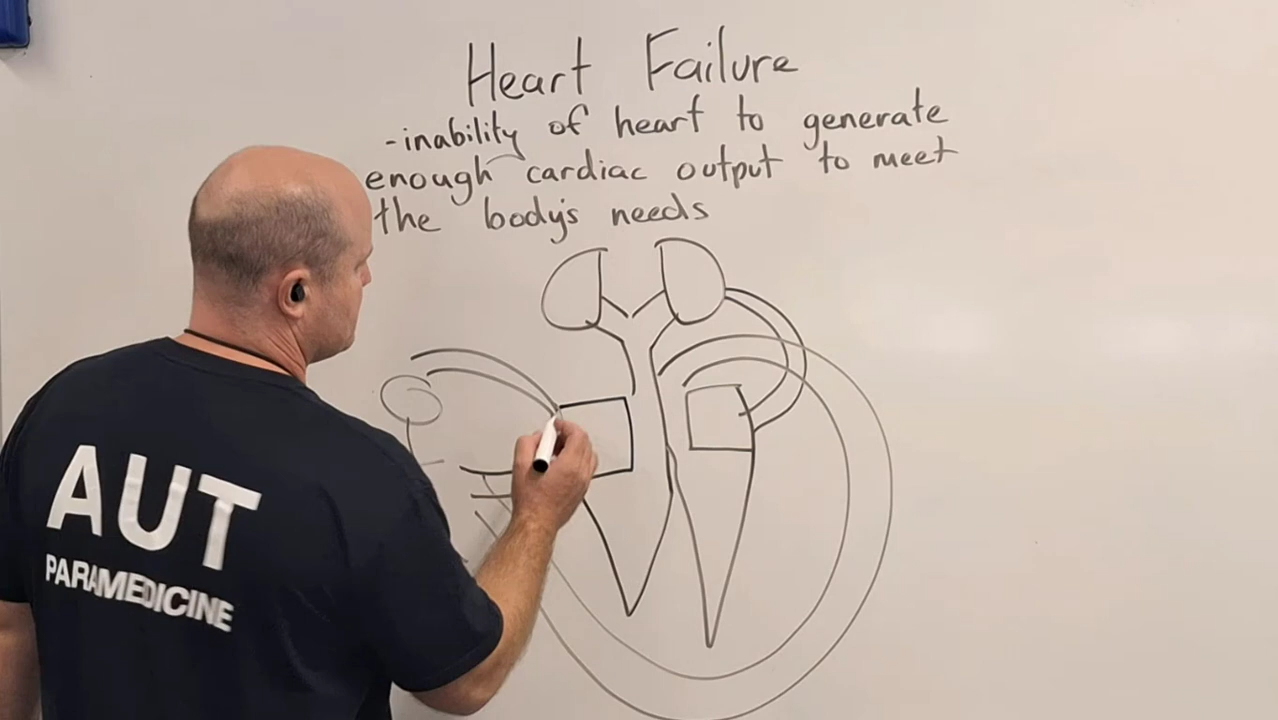 Heart Failure
-inability of heart to generate
enough cardiac output to meet
the body's needs
AUT
PARAMEDICINE